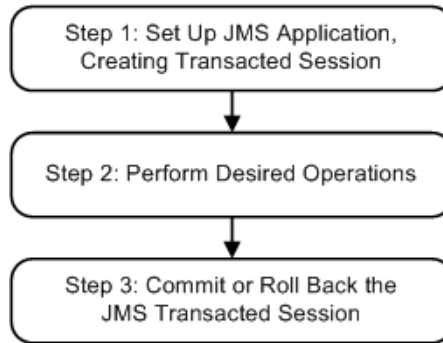 Step 1: Set Up JMS Application,
Creating Transacted Session
Step 2: Perform Desired Operations
Step 3: Commit or Roll Back the
JMS Transacted Session